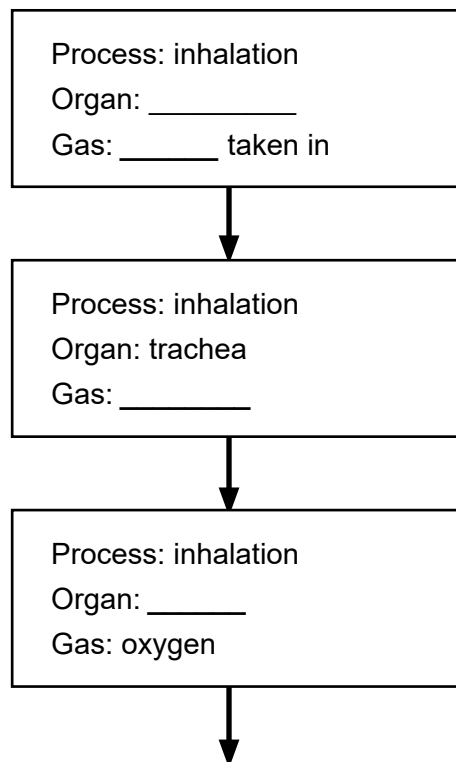 Process: inhalation
Organ: _________
Gas: ______ taken in
Process: inhalation
Organ: trachea
Gas: ________
Process: inhalation
Organ: ______
Gas: oxygen